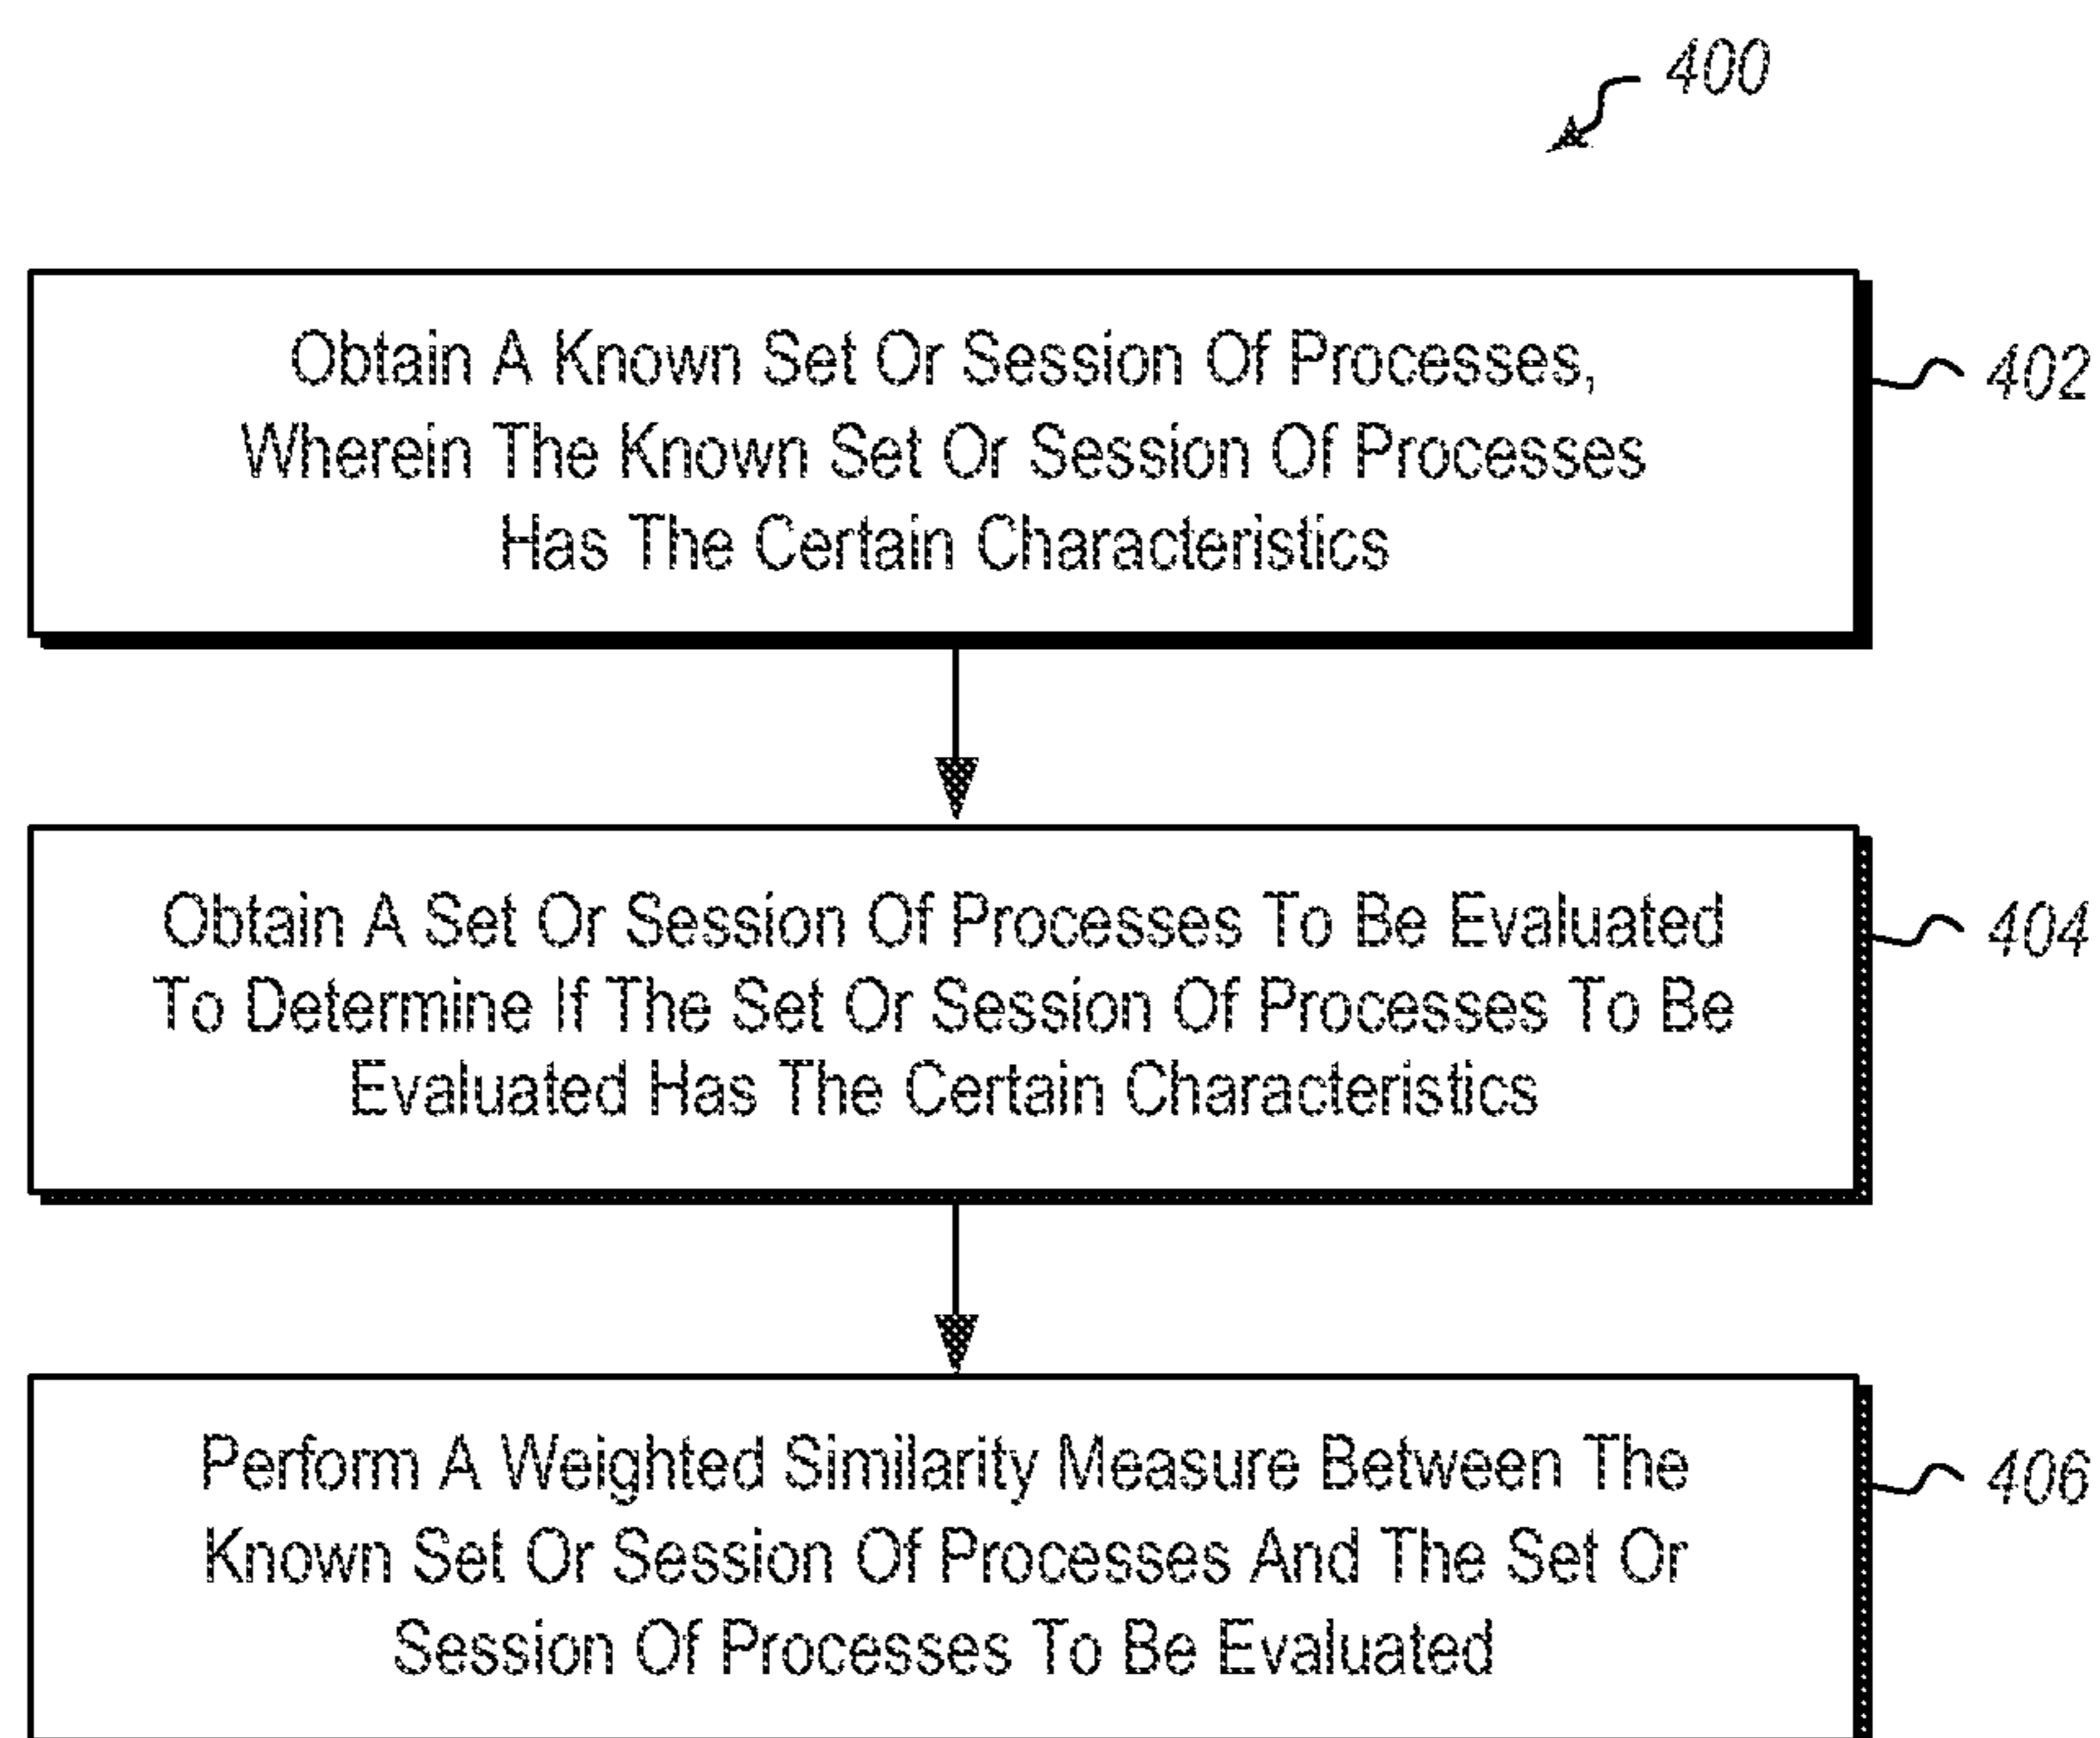 400
Obtain A Known Set Or Session Of Processes,
Wherein The Known Set Or Session Of Processes
Has The Certain Characteristics
402
Obtain A Set Or Session Of Processes To Be Evaluated
To Determine If The Set Or Session Of Processes To Be
Evaluated Has The Certain Characteristics
404
Perform A Weighted Similarity Measure Between The
Known Set Or Session Of Processes And The Set Or
Session Of Processes To Be Evaluated
406